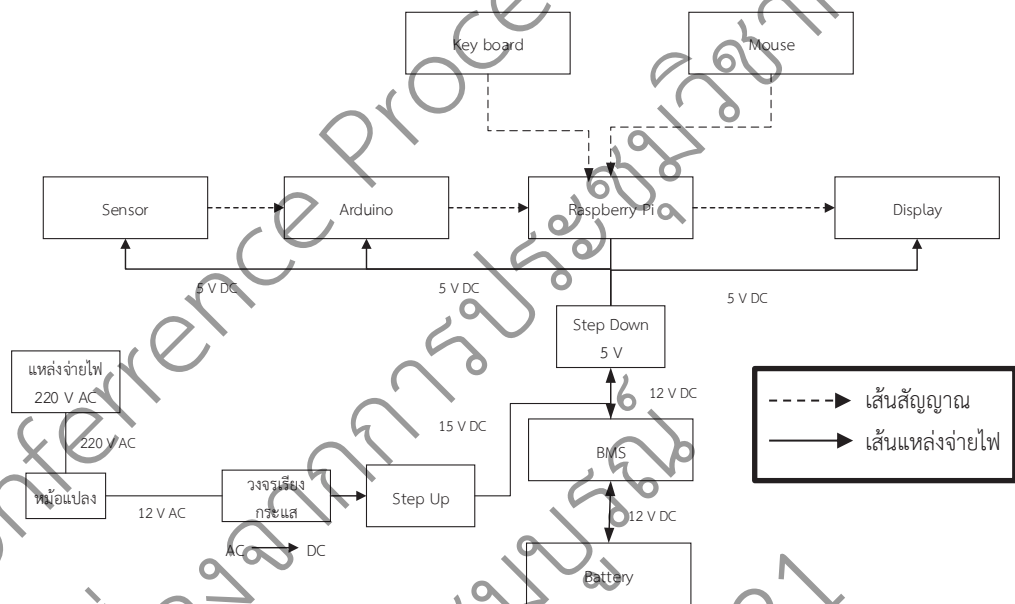 Key board
Mouse
Sensor
Arduino
Raspberry Pi
Display
5 V DC
5 V DC
5 V DC
Step Down
5 V
แหล่งจ่ายไฟ
220 V AC
12 V DC
เส้นสัญญาณ
เส้นแหล่งจ่ายไฟ
220 V AC
15 V DC
BMS
หม้อแปลง
12 V AC
วงจรเรียง
กระแส
Step Up
12 V DC
AC
DC
Battery